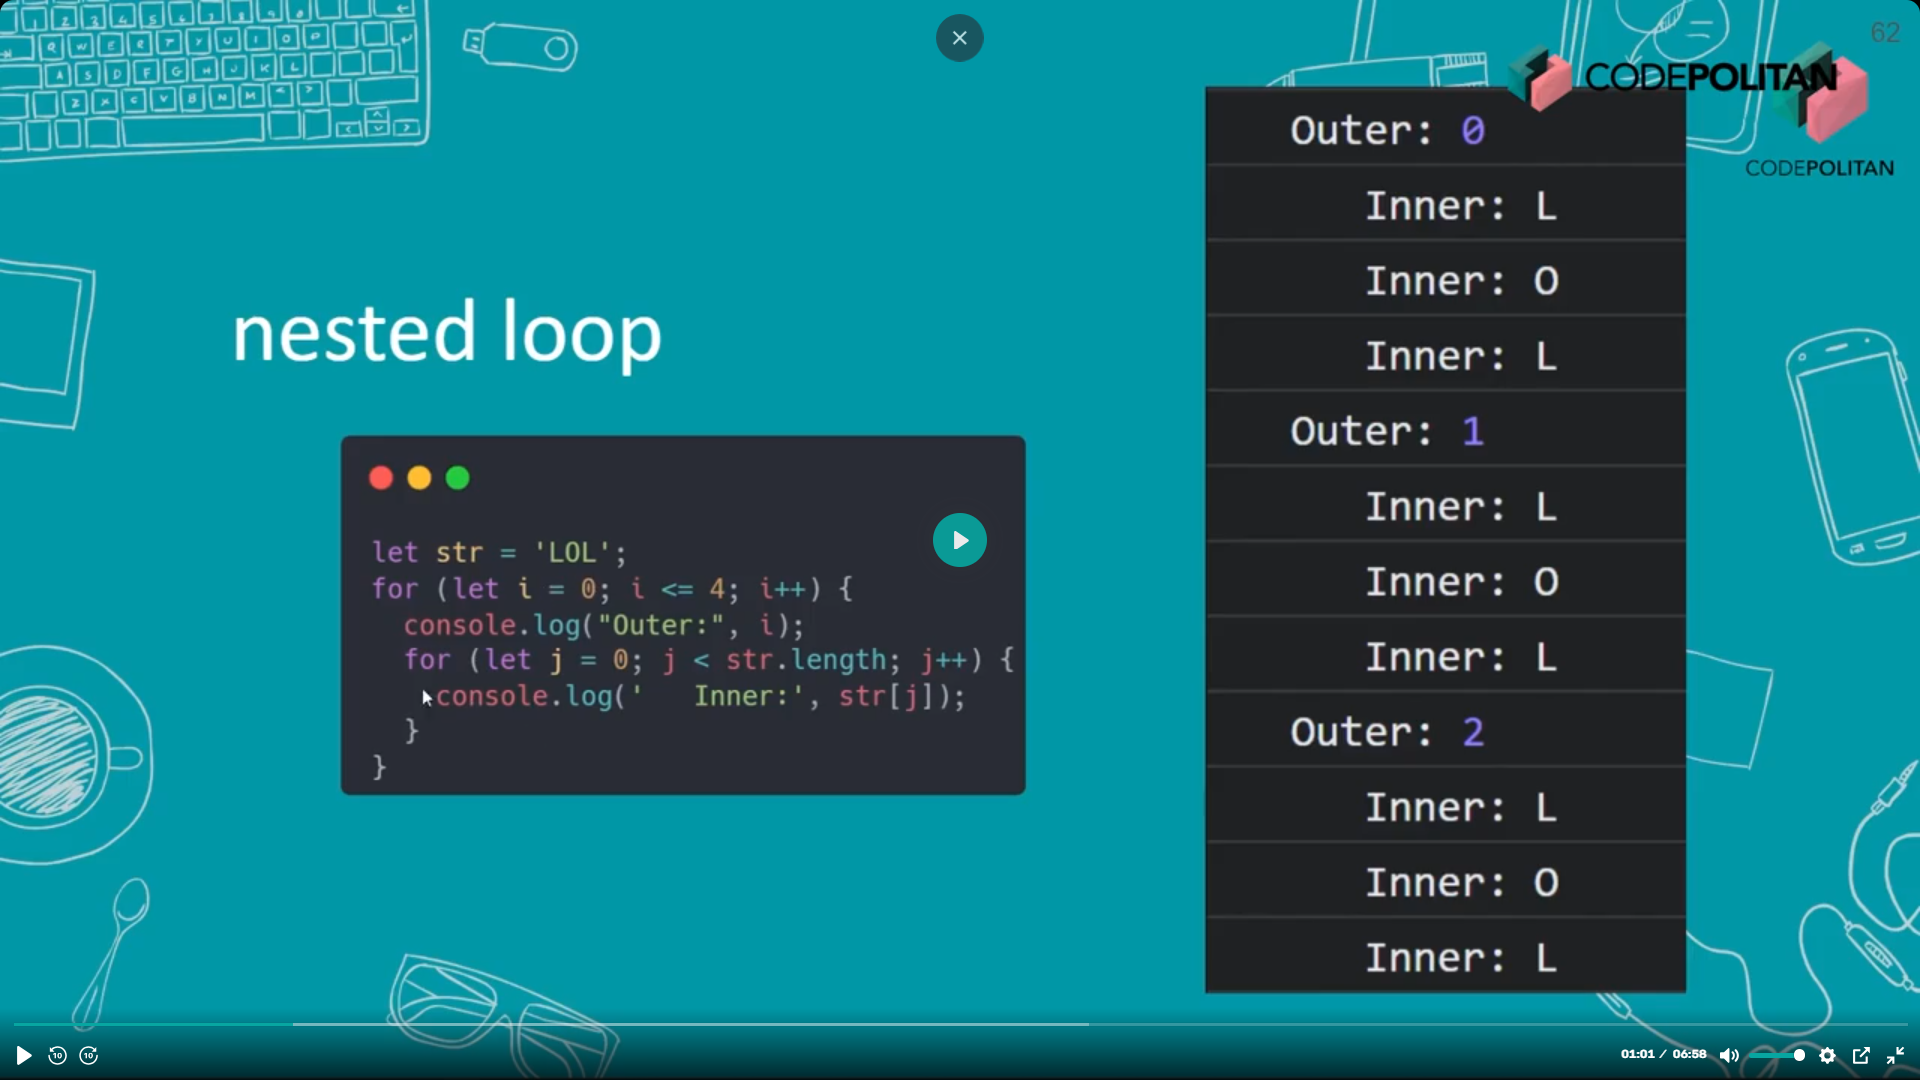 62
CODEPOLITAN
CODEPOLITAN
nested loop
let str = 'LOL';
for (let i = 0; i <= 4; i++) {
  console.log("Outer:", i);
  for (let j = 0; j < str.length; j++) {
    console.log('   Inner:', str[j]);
  }
}
Outer: 0
Inner: L
Inner: O
Inner: L
Outer: 1
Inner: L
Inner: O
Inner: L
Outer: 2
Inner: L
Inner: O
Inner: L
10 10
01:01 / 06:58